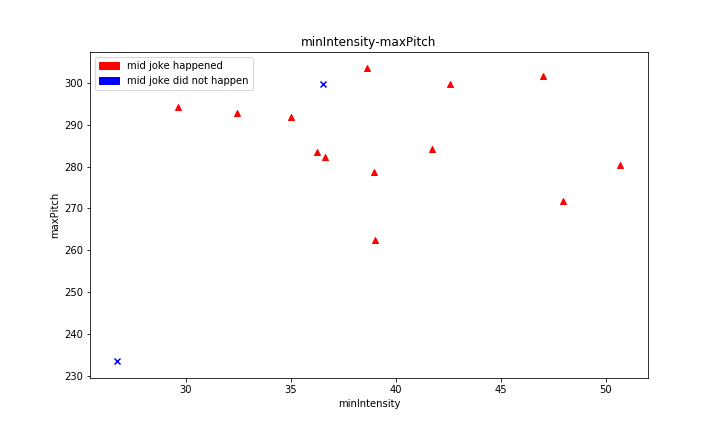 minIntensity-maxPitch
mid joke happened
mid joke did not happen
maxPitch
300
290
280
270
260
250
240
230
30 35 40 45 50
minIntensity